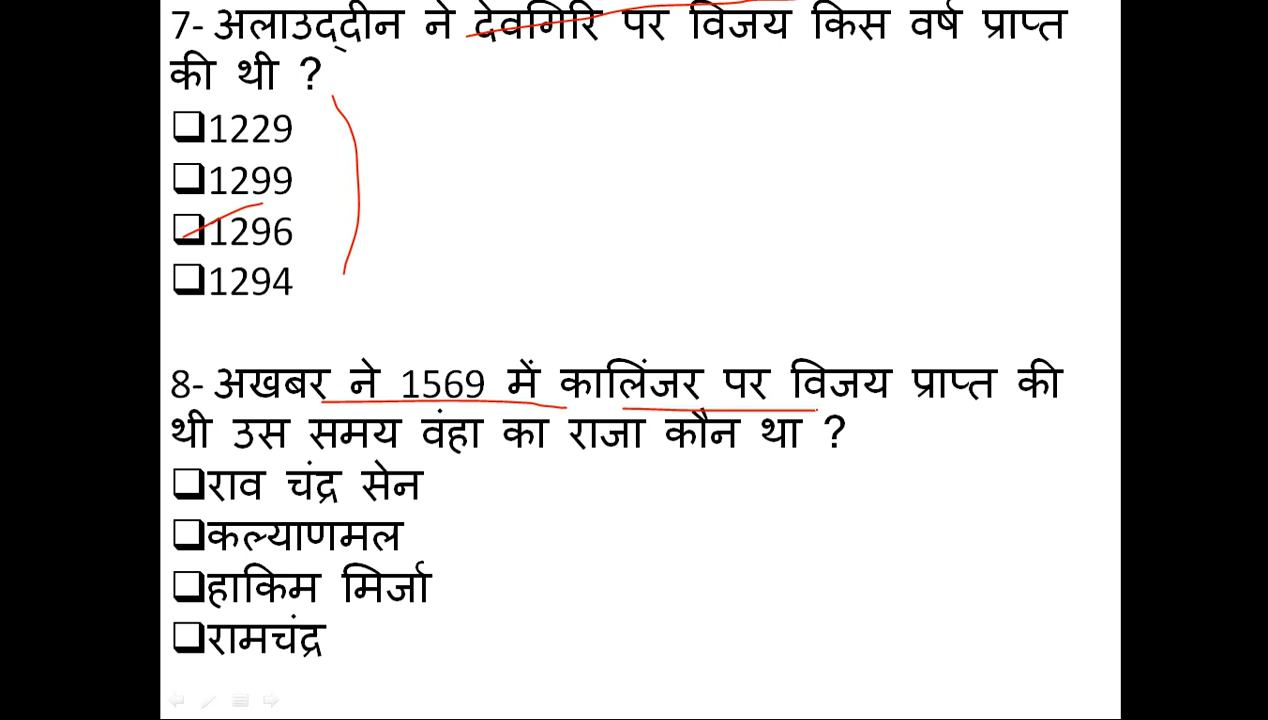 7- अलाउद्दीन ने देवगिरि पर विजय किस वर्ष प्राप्त
की थी ?
❑1229
❑1299
❑1296
❑1294
8- अखबर ने 1569 में कालिंजर पर विजय प्राप्त की
थी उस समय वंहा का राजा कौन था ?
❑राव चंद्र सेन
❑कल्याणमल
❑हाकिम मिर्जा
❑रामचंद्र